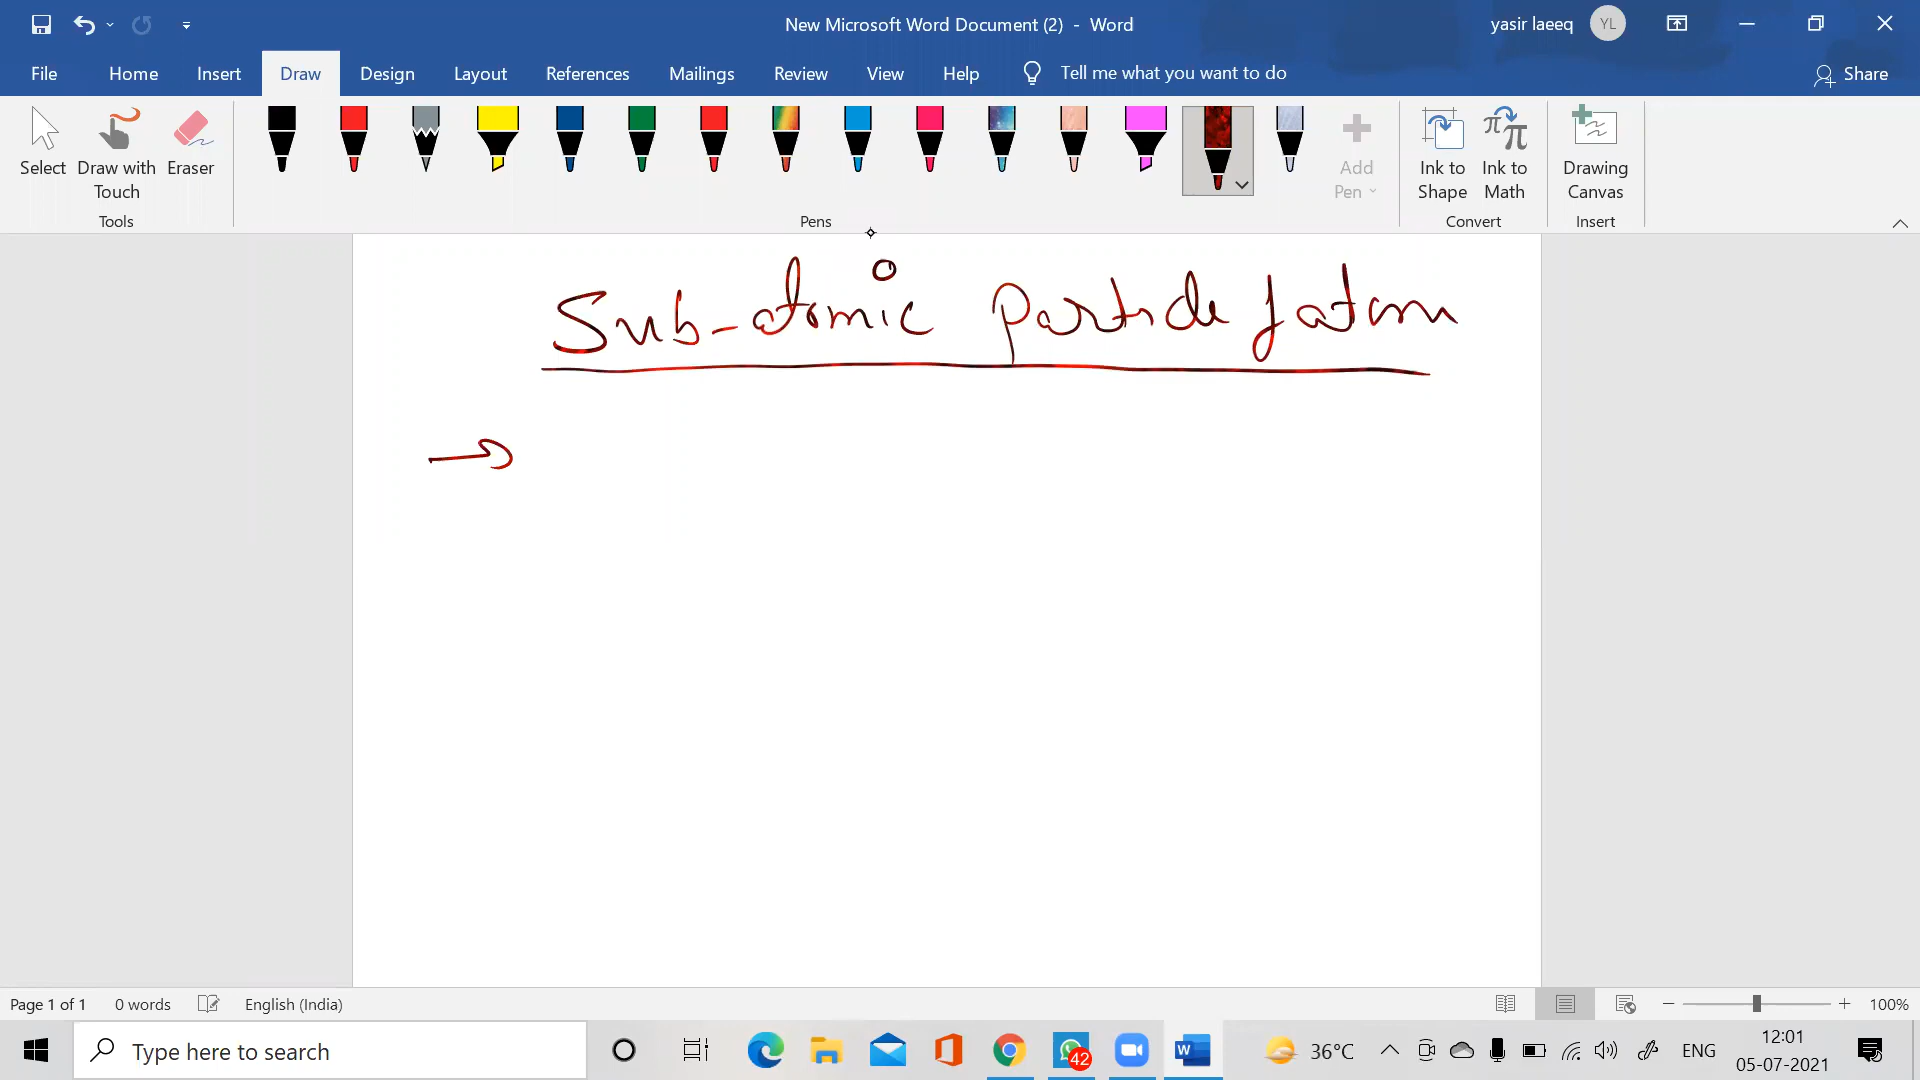 New Microsoft Word Document (2) - Word
yasir laeeq YL
File Home Insert Draw Design Layout References Mailings Review View Help Tell me what you want to do Share
Select Draw with Touch Eraser Add Pen Ink to Shape Ink to Math Drawing Canvas
Tools Pens Convert Insert
Sub-atomic Particle f atom
Page 1 of 1 0 words English (India) 100%
Type here to search 42 36°C ENG 12:01
05-07-2021